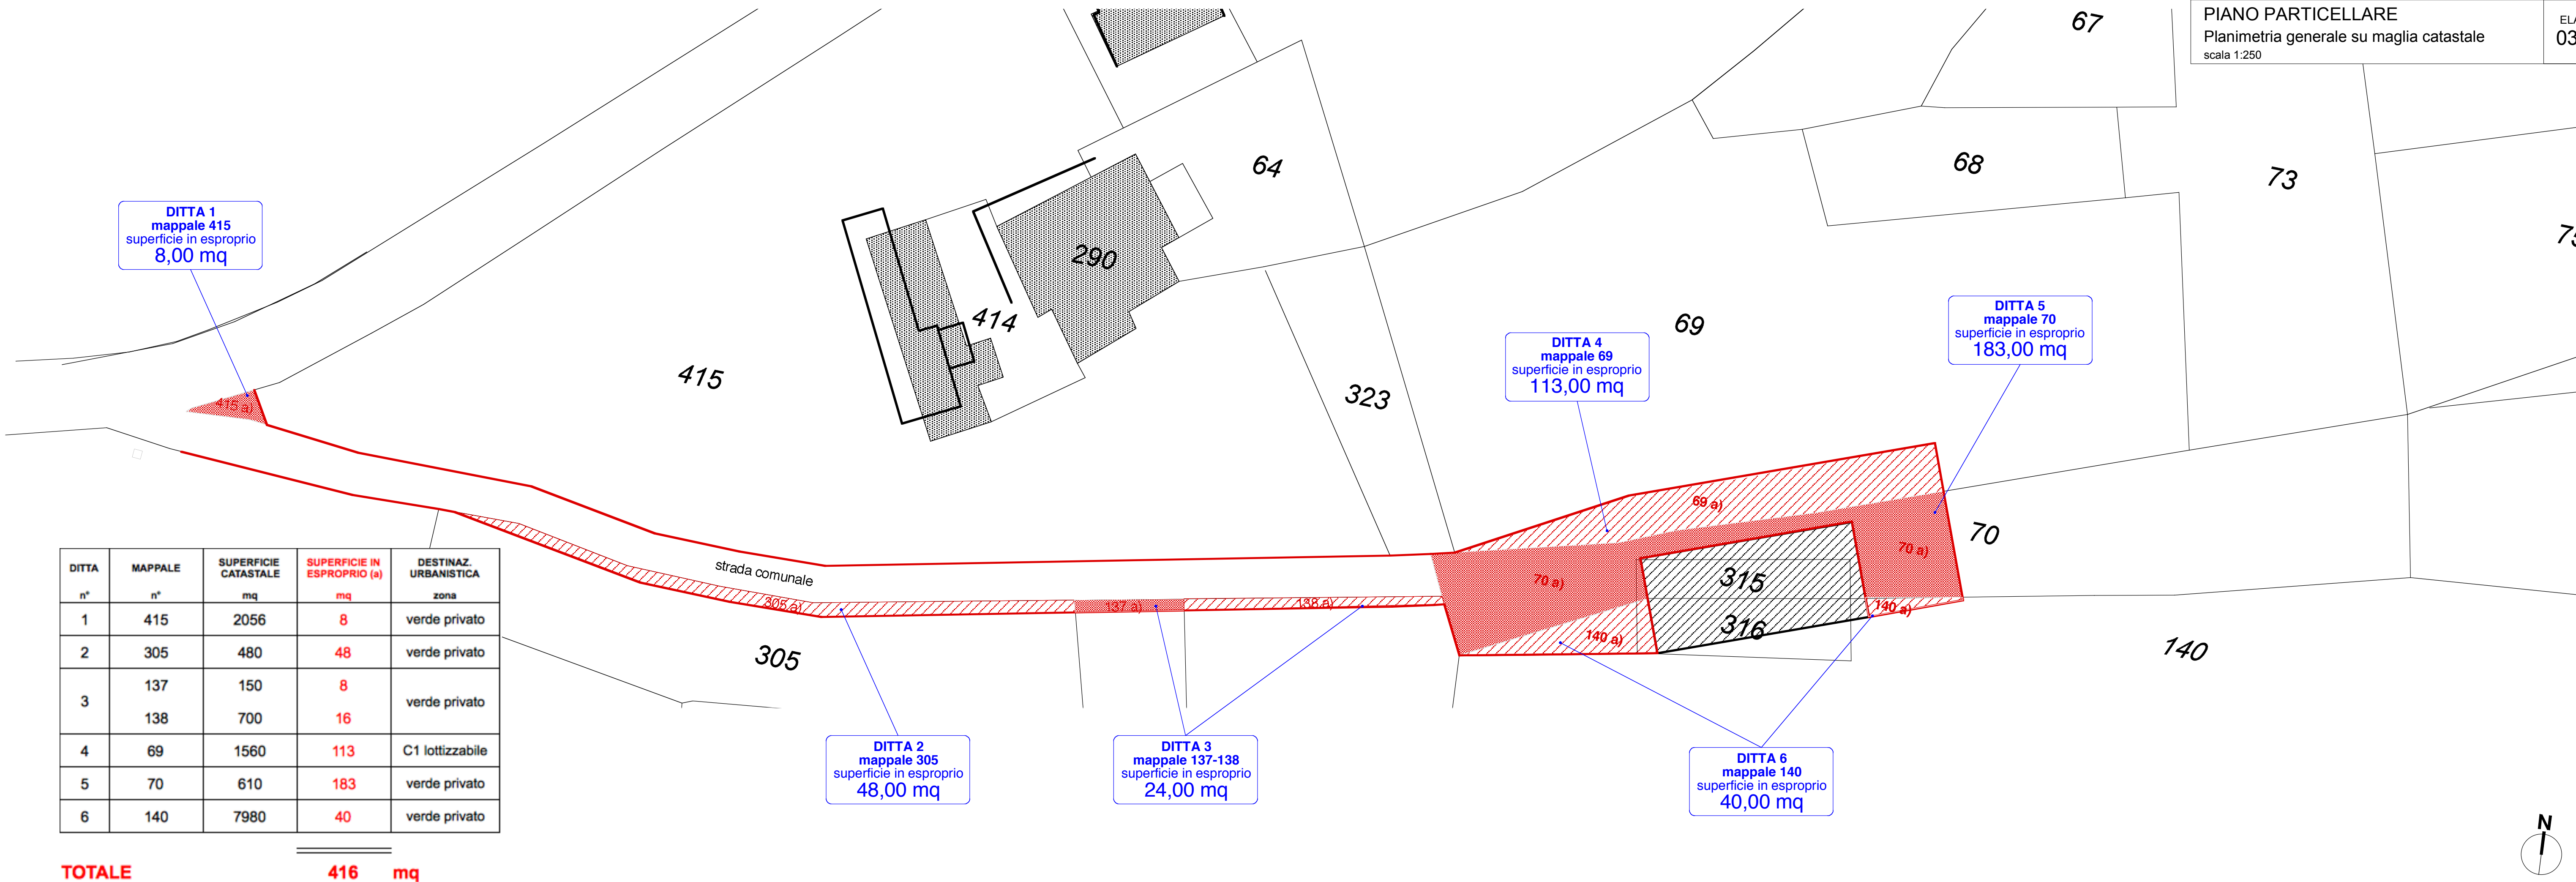 PIANO PARTICELLARE
Planimetria generale su maglia catastale
scala 1:250
03
67
64
68
73
DITTA 1
mappale 415
superficie in esproprio
8,00 mq
290
414
69
DITTA 5
mappale 70
superficie in esproprio
183,00 mq
DITTA 4
mappale 69
superficie in esproprio
113,00 mq
415
323
415 a)
69 a)
70
70 a)
70 a)
strada comunale
315
305 a)
137 a)
138 a)
140 a)
316
140 a)
305
140
DITTA MAPPALE SUPERFICIE CATASTALE SUPERFICIE IN ESPROPRIO (a) DESTINAZ. URBANISTICA
n° n° mq mq zona
1 415 2056 8 verde privato
2 305 480 48 verde privato
3 137 150 8 verde privato
138 700 16
4 69 1560 113 C1 lottizzabile
5 70 610 183 verde privato
6 140 7980 40 verde privato
TOTALE 416 mq
DITTA 2
mappale 305
superficie in esproprio
48,00 mq
DITTA 3
mappale 137-138
superficie in esproprio
24,00 mq
DITTA 6
mappale 140
superficie in esproprio
40,00 mq
N